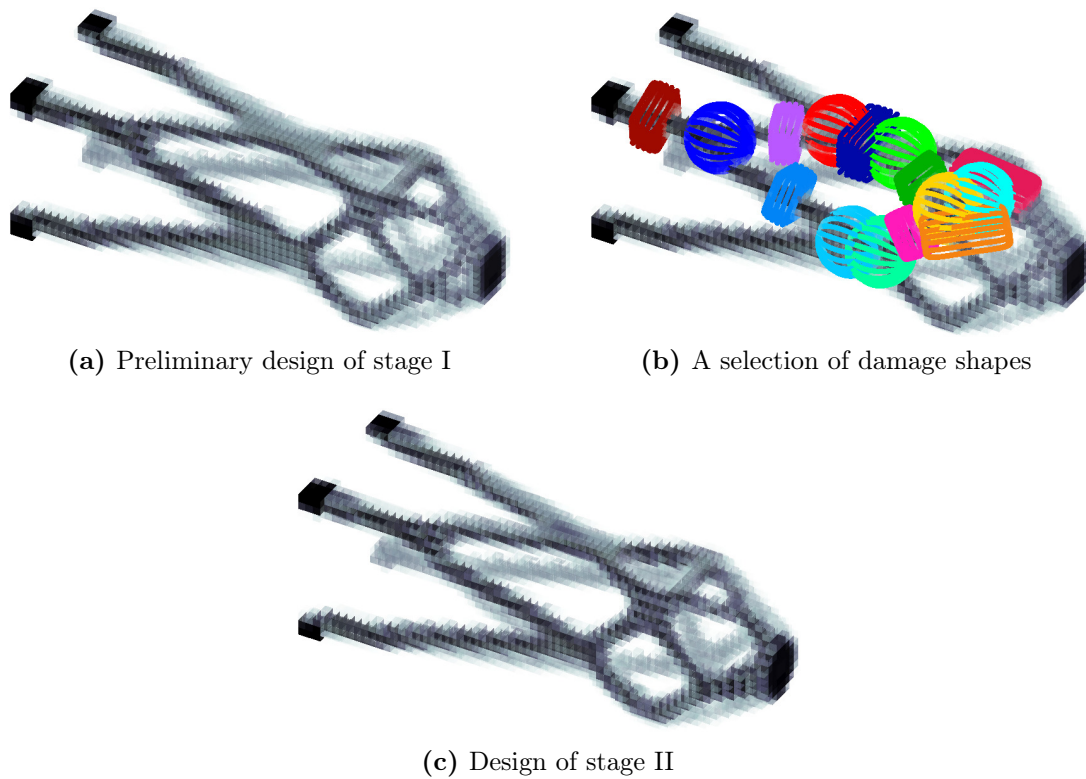 (a) Preliminary design of stage I
(b) A selection of damage shapes
(c) Design of stage II